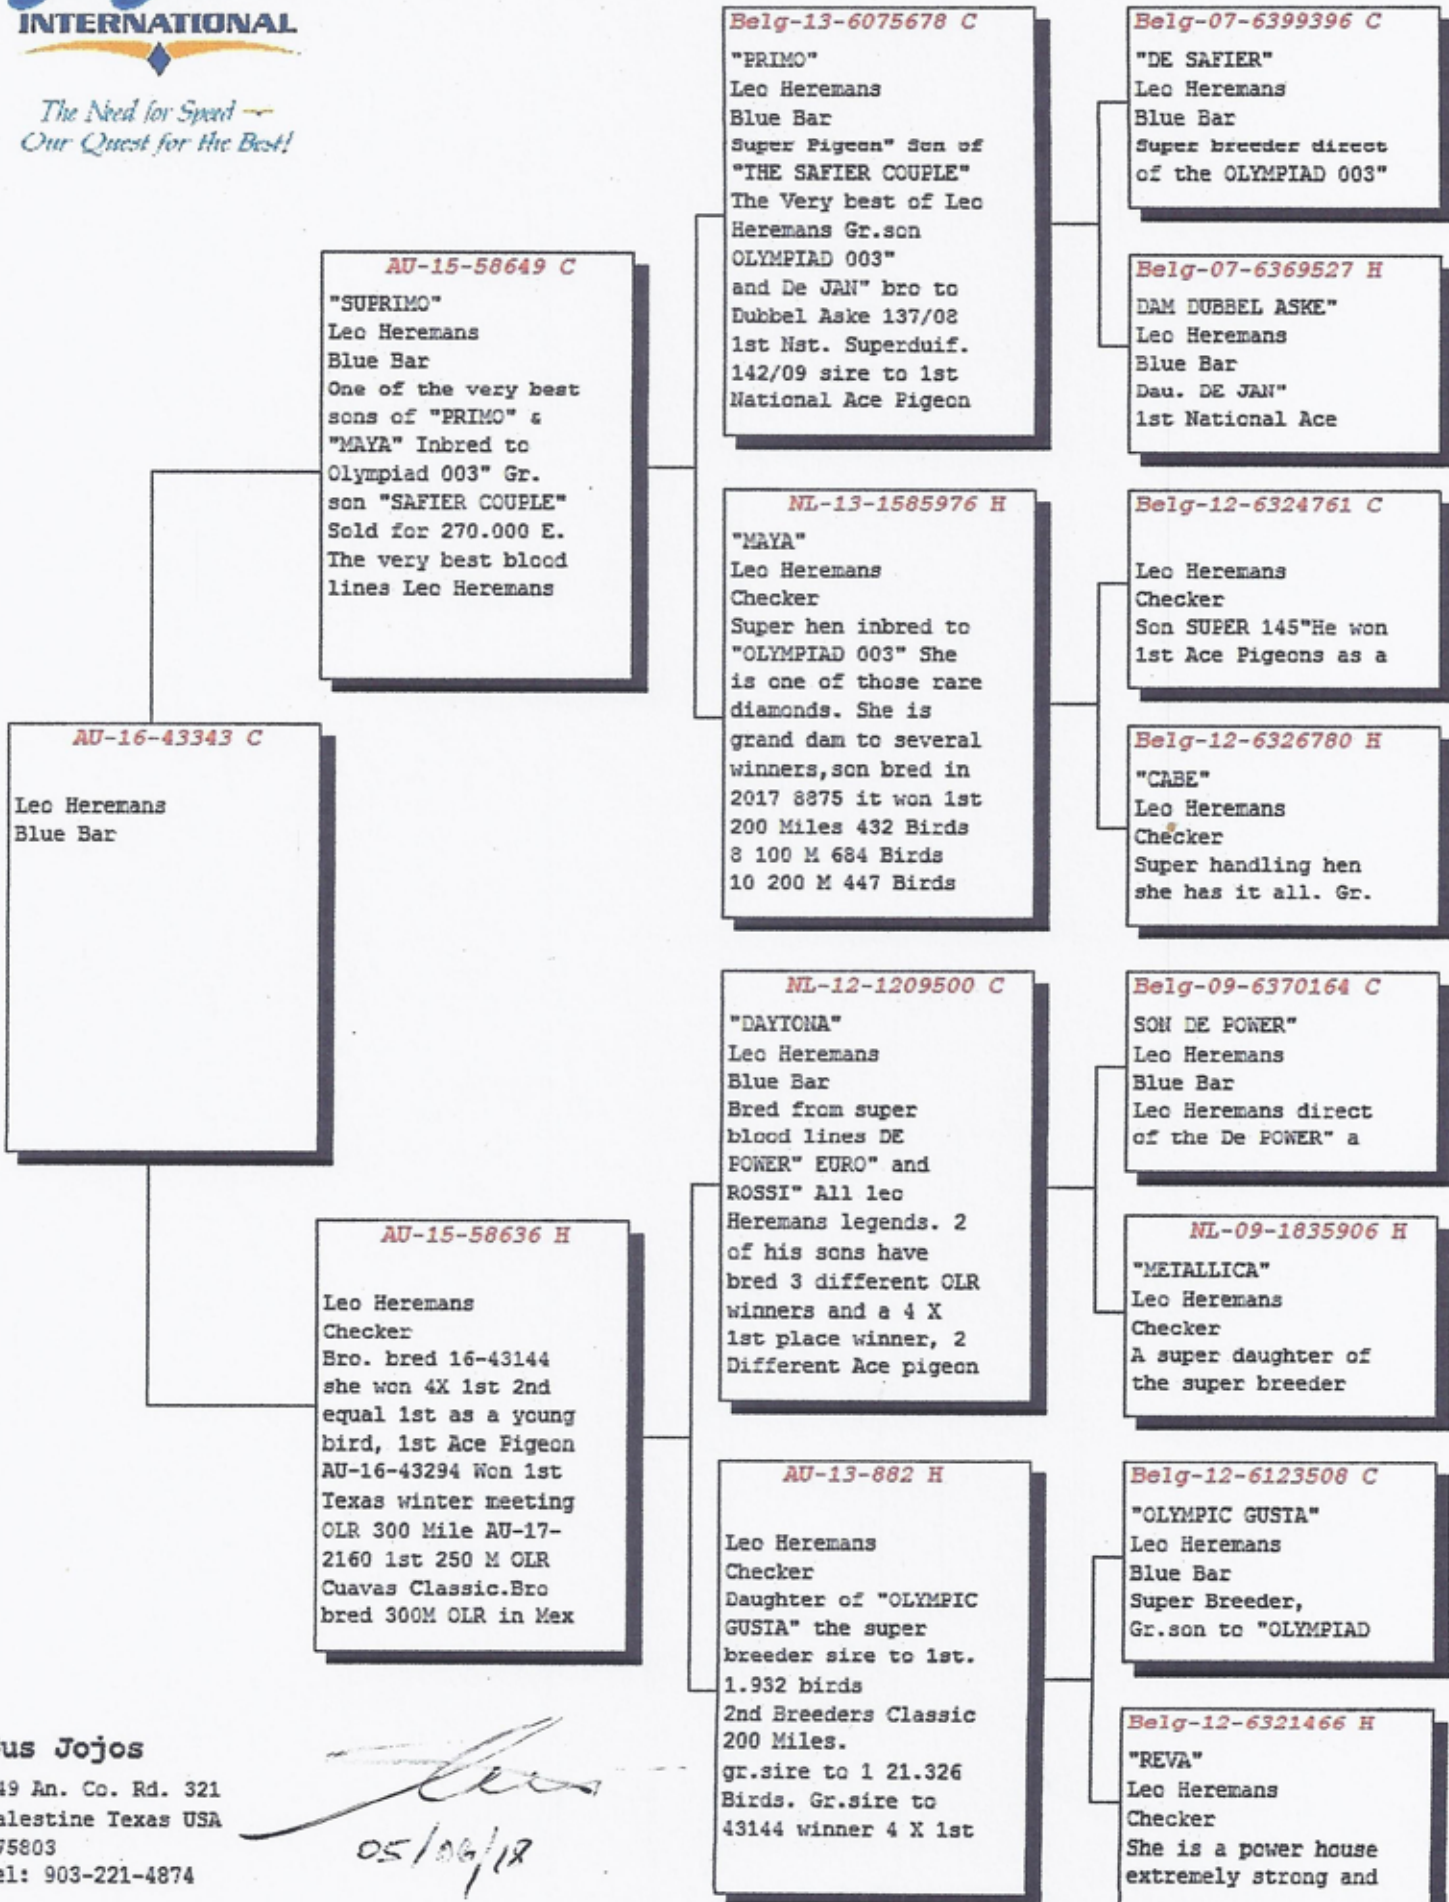 INTERNATIONAL
The Need for Speed
Our Quest for the Best!
AU-16-43343 C
Leo Heremans
Blue Bar
AU-15-58649 C
"SUPRIMO"
Leo Heremans
Blue Bar
One of the very best
sons of "PRIMO" &
"MAYA" Inbred to
Olympiad 003" Gr.
son "SAFIER COUPLE"
Sold for 270.000 E.
The very best blood
lines Leo Heremans
AU-15-58636 H
Leo Heremans
Checker
Bro. bred 16-43144
she won 4X 1st 2nd
equal 1st as a young
bird, 1st Ace Pigeon
AU-16-43294 Won 1st
Texas winter meeting
OLR 300 Mile AU-17-
2160 1st 250 M OLR
Cuavas Classic.Bro
bred 300M OLR in Mex
Belg-13-6075678 C
"PRIMO"
Leo Heremans
Blue Bar
Super Pigeon" Son of
"THE SAFIER COUPLE"
The Very best of Leo
Heremans Gr.son
OLYMPIAD 003"
and De JAN" bro to
Dubbel Aske 137/08
1st Nat. Superduif.
142/09 sire to 1st
National Ace Pigeon
NL-13-1585976 H
"MAYA"
Leo Heremans
Checker
Super hen inbred to
"OLYMPIAD 003" She
is one of those rare
diamonds. She is
grand dam to several
winners,son bred in
2017 8875 it won 1st
200 Miles 432 Birds
8 100 M 684 Birds
10 200 M 447 Birds
NL-12-1209500 C
"DAYTONA"
Leo Heremans
Blue Bar
Bred from super
blood lines DE
POWER" EURO" and
ROSSI" All leo
Heremans legends. 2
of his sons have
bred 3 different OLR
winners and a 4 X
1st place winner, 2
Different Ace pigeon
AU-13-882 H
Leo Heremans
Checker
Daughter of "OLYMPIC
GUSTA" the super
breeder sire to 1st.
1.932 birds
2nd Breeders Classic
200 Miles.
gr.sire to 1 21.326
Birds. Gr.sire to
43144 winner 4 X 1st
Belg-07-6399396 C
"DE SAFIER"
Leo Heremans
Blue Bar
Super breeder direct
of the OLYMPIAD 003"
Belg-07-6369527 H
DAM DUBBEL ASKE"
Leo Heremans
Blue Bar
Dau. DE JAN"
1st National Ace
Belg-12-6324761 C
Leo Heremans
Checker
Son SUPER 145"He won
1st Ace Pigeons as a
Belg-12-6326780 H
"CABE"
Leo Heremans
Checker
Super handling hen
she has it all. Gr.
Belg-09-6370164 C
SON DE POWER"
Leo Heremans
Blue Bar
Leo Heremans direct
of the De POWER" a
NL-09-1835906 H
"METALLICA"
Leo Heremans
Checker
A super daughter of
the super breeder
Belg-12-6123508 C
"OLYMPIC GUSTA"
Leo Heremans
Blue Bar
Super Breeder,
Gr.son to "OLYMPIAD
Belg-12-6321466 H
"REVA"
Leo Heremans
Checker
She is a power house
extremely strong and
us Jojos
49 An. Co. Rd. 321
alestine Texas USA
75803
el: 903-221-4874
05/06/18